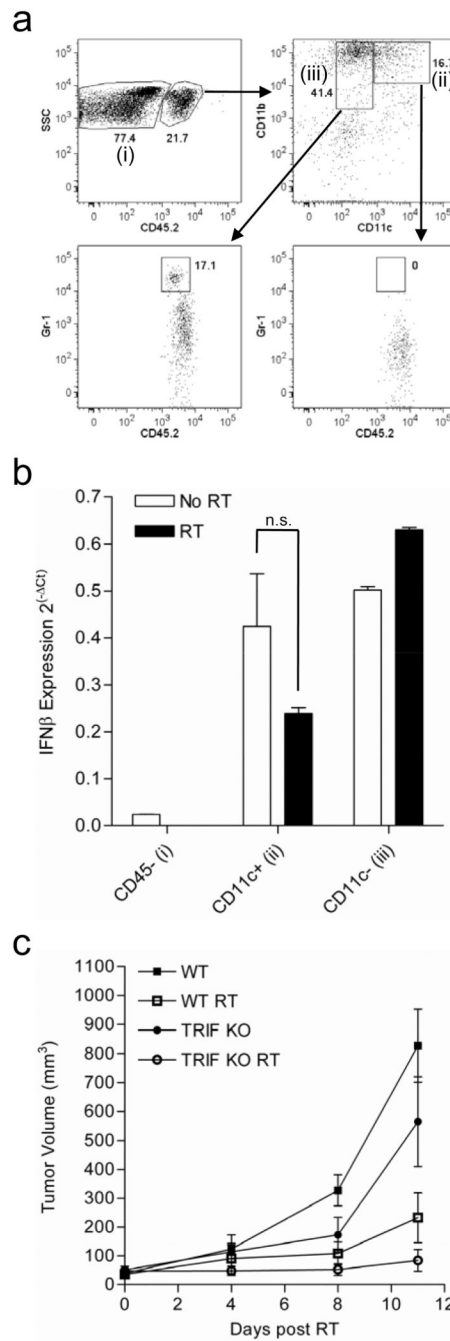 a
10⁵
10⁴
10³
10²
0
SSC
(i)
77.4
21.7
0 10² 10³ 10⁴ 10⁵
CD45.2
10⁵
10⁴
10³
10²
0
CD11b
(iii)
41.4
16.7
(ii)
0 10² 10³ 10⁴ 10⁵
CD11c
10⁵
10⁴
10³
10²
0
Gr-1
17.1
0 10² 10³ 10⁴ 10⁵
CD45.2
10⁵
10⁴
10³
10²
0
Gr-1
0
0 10² 10³ 10⁴ 10⁵
CD45.2
b
IFNβ Expression 2(-ΔCt)
0.7
0.6
0.5
0.4
0.3
0.2
0.1
0.0
No RT
RT
n.s.
CD45- (i)
CD11c+ (ii)
CD11c- (iii)
c
Tumor Volume (mm³)
1100
1000
900
800
700
600
500
400
300
200
100
0
WT
WT RT
TRIF KO
TRIF KO RT
0 2 4 6 8 10 12
Days post RT